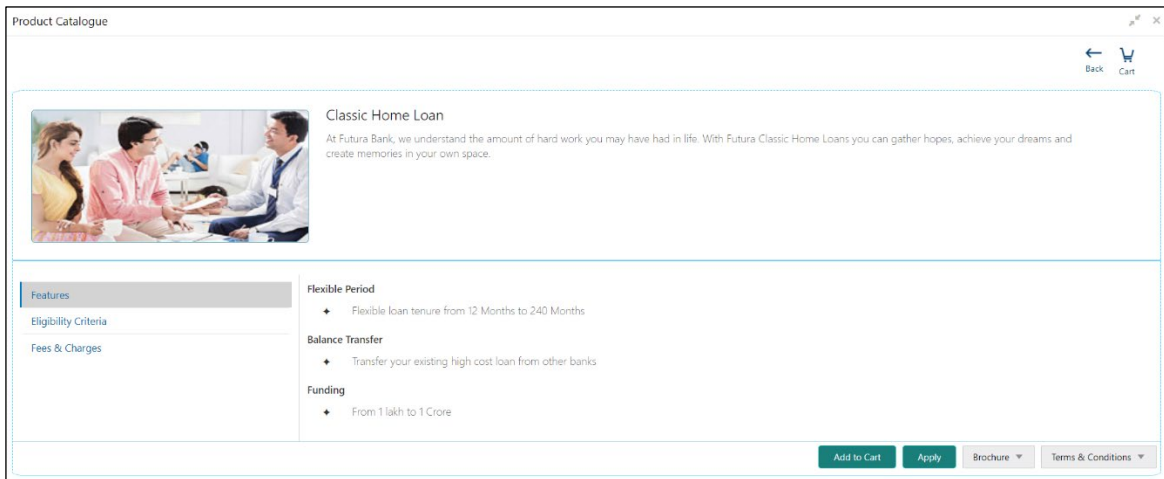 Product Catalogue
Back
Cart
Classic Home Loan
At Futura Bank, we understand the amount of hard work you may have had in life. With Futura Classic Home Loans you can gather hopes, achieve your dreams and
create memories in your own space.
Features
Eligibility Criteria
Fees & Charges
Flexible Period
Flexible loan tenure from 12 Months to 240 Months
Balance Transfer
Transfer your existing high cost loan from other banks
Funding
From 1 lakh to 1 Crore
Add to Cart
Apply
Brochure
Terms & Conditions